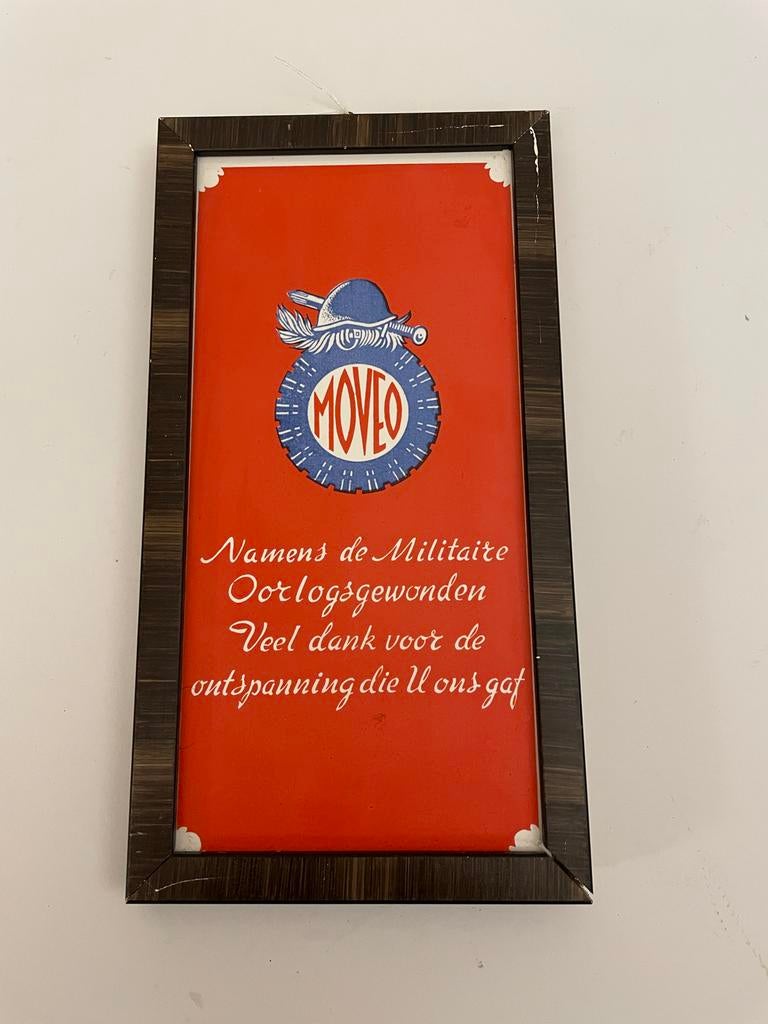 MOVEO
Namens de Militaire
Oorlogsgewonden
Veel dank voor de
ontspanning die U ons gaf